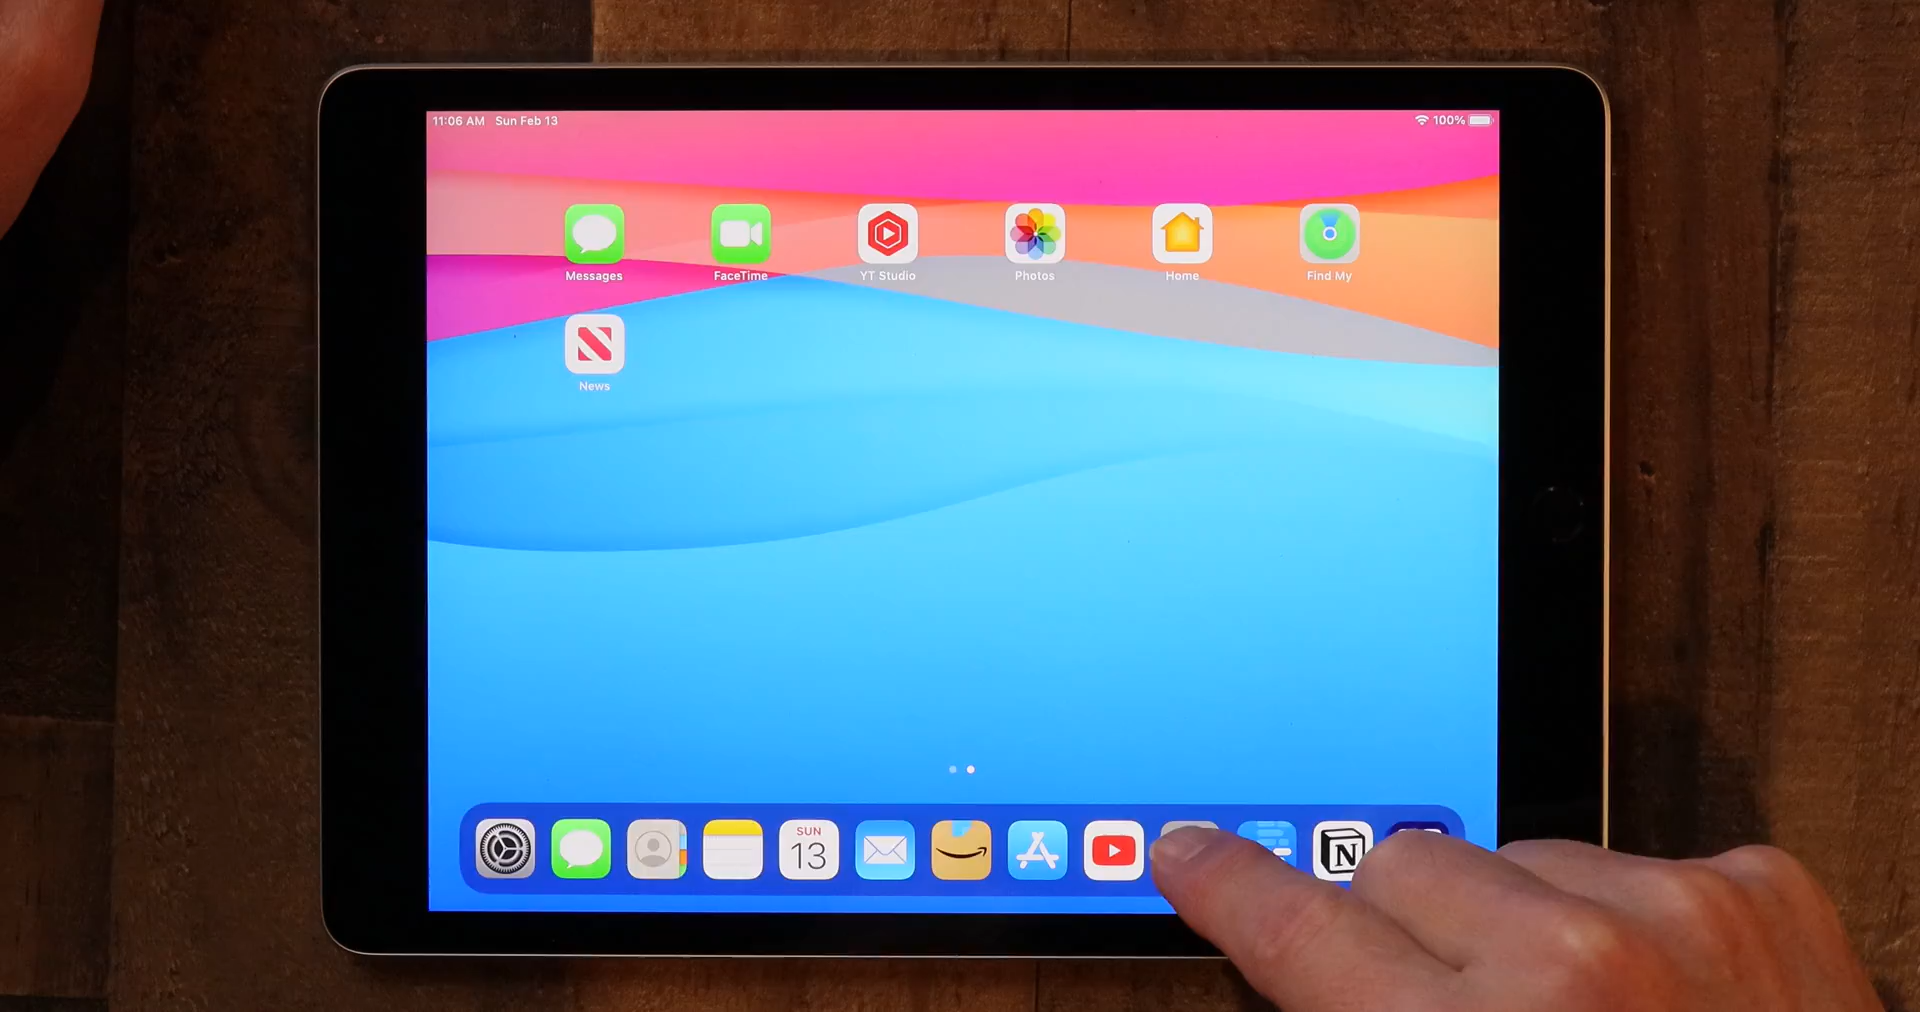 11:06 AM Sun Feb 13
100%
Messages
FaceTime
YT Studio
Photos
Home
Find My
News
SUN
13
N